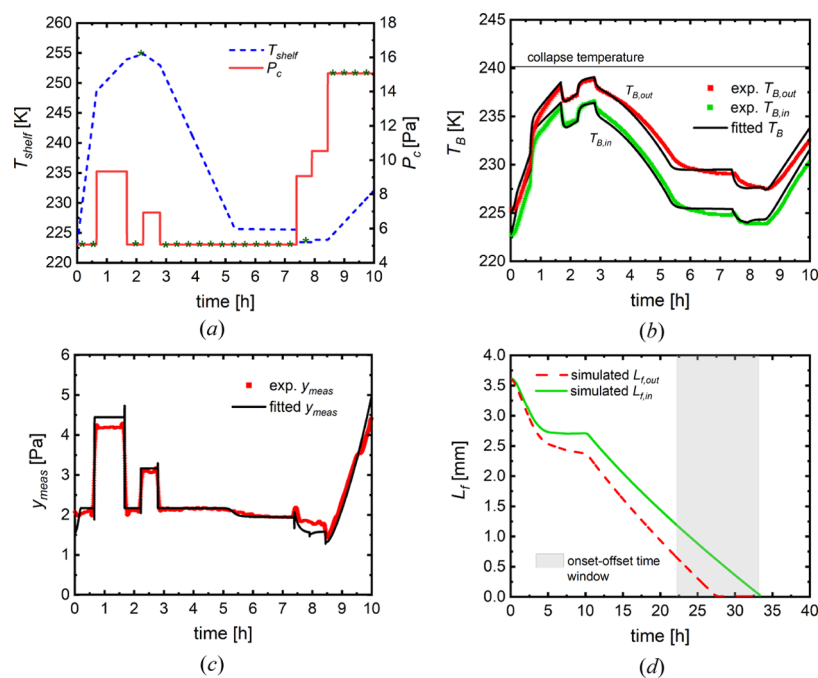 260
255
250
245
240
235
230
225
220
T_shelf [K]
T_shelf
P_c
18
16
14
12
10
8
6
4
P_c [Pa]
0 1 2 3 4 5 6 7 8 9 10
time [h]
(a)
245
240
235
230
225
220
T_B [K]
collapse temperature
T_B,out
T_B,in
exp. T_B,out
exp. T_B,in
fitted T_B
0 1 2 3 4 5 6 7 8 9 10
time [h]
(b)
6
5
4
3
2
1
0
y_meas [Pa]
exp. y_meas
fitted y_meas
0 1 2 3 4 5 6 7 8 9 10
time [h]
(c)
4.0
3.5
3.0
2.5
2.0
1.5
1.0
0.5
0.0
L_f [mm]
simulated L_f,out
simulated L_f,in
onset-offset time
window
0 5 10 15 20 25 30 35 40
time [h]
(d)